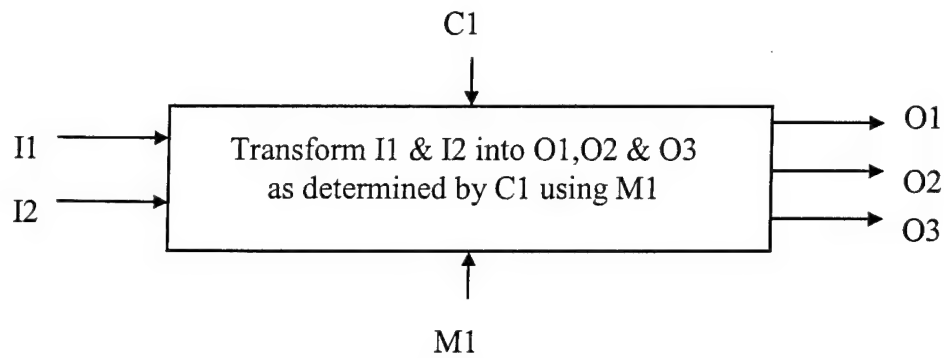 C1
I1
I2
Transform I1 & I2 into O1,O2 & O3
as determined by C1 using M1
O1
O2
O3
M1